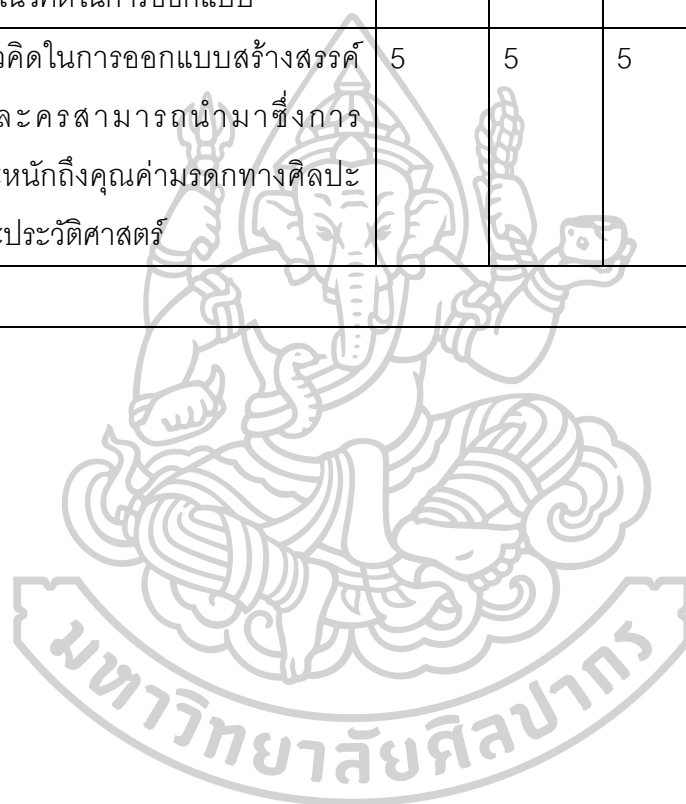 นวคิดในการออกแบบ
วคิดในการออกแบบสร้างสรรค์ 5 5 5
ละครสามารถนำมาซึ่งการ
ะหนักถึงคุณค่ามรดกทางศิลปะ
ะประวัติศาสตร์
มหาวิทยาลัยศิลปากร